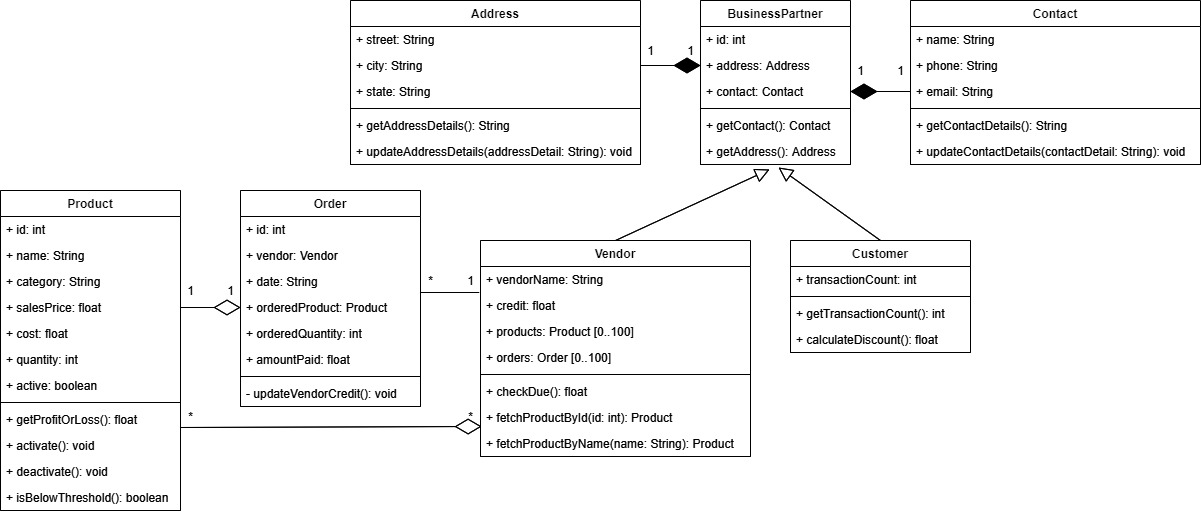 Address
+ street: String
+ city: String
+ state: String
+ getAddressDetails(): String
+ updateAddressDetails(addressDetail: String): void
1
1
BusinessPartner
+ id: int
+ address: Address
+ contact: Contact
+ getContact(): Contact
+ getAddress(): Address
1
1
Contact
+ name: String
+ phone: String
+ email: String
+ getContactDetails(): String
+ updateContactDetails(contactDetail: String): void
Product
+ id: int
+ name: String
+ category: String
+ salesPrice: float
+ cost: float
+ quantity: int
+ active: boolean
+ getProfitOrLoss(): float
+ activate(): void
+ deactivate(): void
+ isBelowThreshold(): boolean
1
1
Order
+ id: int
+ vendor: Vendor
+ date: String
+ orderedProduct: Product
+ orderedQuantity: int
+ amountPaid: float
- updateVendorCredit(): void
*
1
*
*
Vendor
+ vendorName: String
+ credit: float
+ products: Product [0..100]
+ orders: Order [0..100]
+ checkDue(): float
+ fetchProductById(id: int): Product
+ fetchProductByName(name: String): Product
Customer
+ transactionCount: int
+ getTransactionCount(): int
+ calculateDiscount(): float